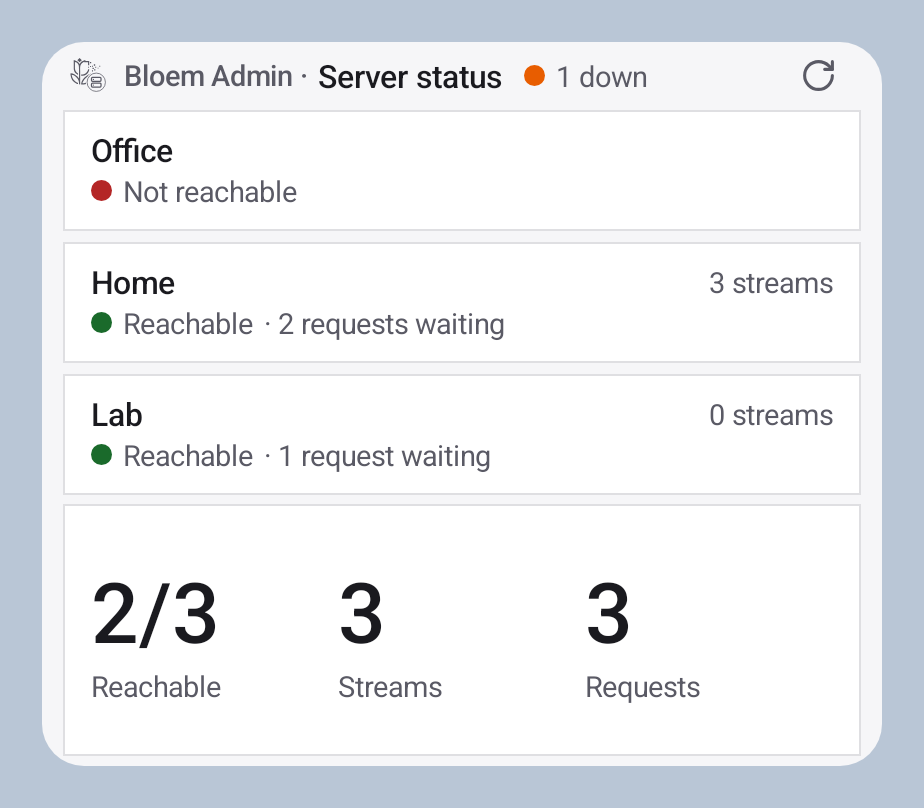 Bloem Admin · Server status 1 down
Office
Not reachable
Home 3 streams
Reachable · 2 requests waiting
Lab 0 streams
Reachable · 1 request waiting
2/3 3 3
Reachable Streams Requests